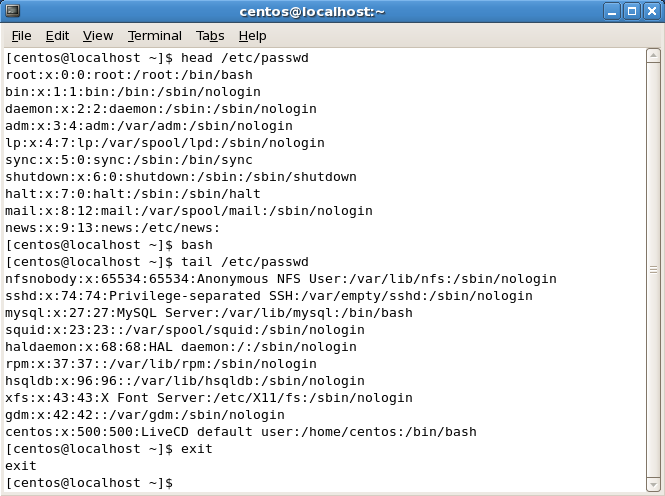 centos@localhost:~
File Edit View Terminal Tabs Help
[centos@localhost ~]$ head /etc/passwd
root:x:0:0:root:/root:/bin/bash
bin:x:1:1:bin:/bin:/sbin/nologin
daemon:x:2:2:daemon:/sbin:/sbin/nologin
adm:x:3:4:adm:/var/adm:/sbin/nologin
lp:x:4:7:lp:/var/spool/lpd:/sbin/nologin
sync:x:5:0:sync:/sbin:/bin/sync
shutdown:x:6:0:shutdown:/sbin:/sbin/shutdown
halt:x:7:0:halt:/sbin:/sbin/halt
mail:x:8:12:mail:/var/spool/mail:/sbin/nologin
news:x:9:13:news:/etc/news:
[centos@localhost ~]$ bash
[centos@localhost ~]$ tail /etc/passwd
nfsnobody:x:65534:65534:Anonymous NFS User:/var/lib/nfs:/sbin/nologin
sshd:x:74:74:Privilege-separated SSH:/var/empty/sshd:/sbin/nologin
mysql:x:27:27:MySQL Server:/var/lib/mysql:/bin/bash
squid:x:23:23::/var/spool/squid:/sbin/nologin
haldaemon:x:68:68:HAL daemon:/:/sbin/nologin
rpm:x:37:37::/var/lib/rpm:/sbin/nologin
hsqldb:x:96:96::/var/lib/hsqldb:/sbin/nologin
xfs:x:43:43:X Font Server:/etc/X11/fs:/sbin/nologin
gdm:x:42:42::/var/gdm:/sbin/nologin
centos:x:500:500:LiveCD default user:/home/centos:/bin/bash
[centos@localhost ~]$ exit
exit
[centos@localhost ~]$